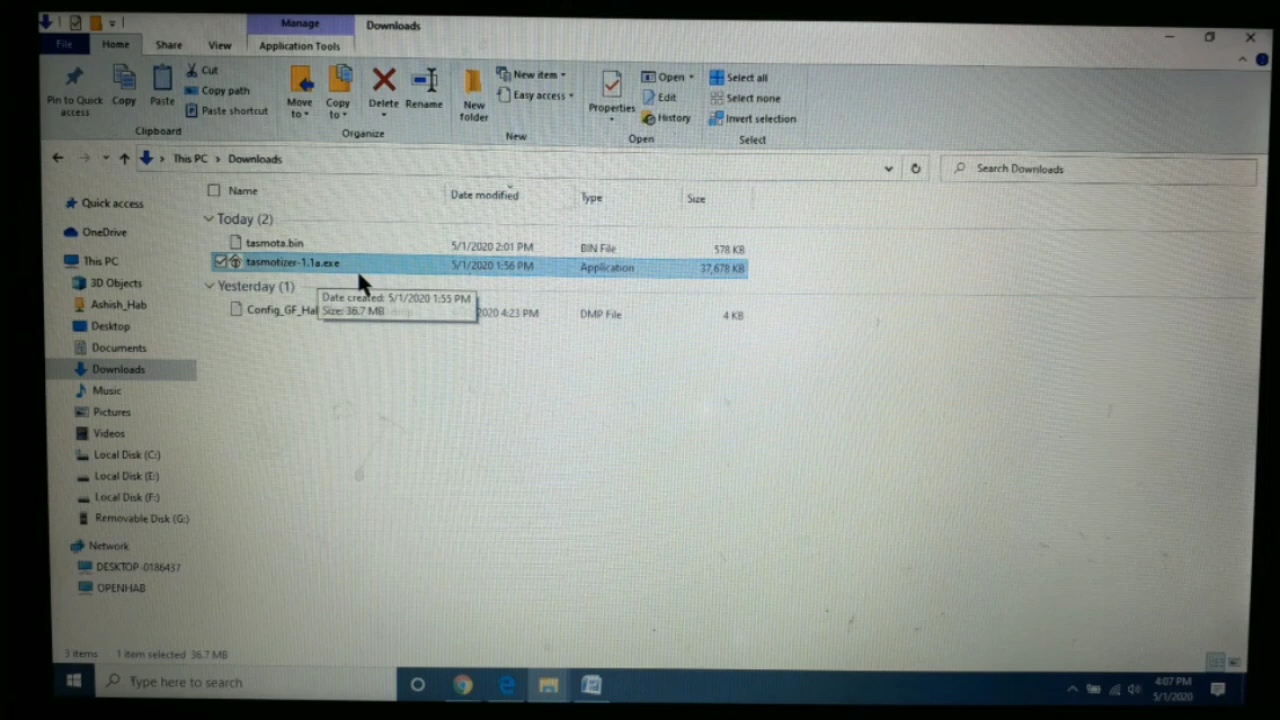 Manage Downloads
File Home Share View Application Tools
Pin to Quick access
Copy
Paste
Cut
Copy path
Paste shortcut
Clipboard
Move to
Copy to
Delete
Rename
Organize
New folder
New item
Easy access
New
Properties
Open
Edit
History
Open
Select all
Select none
Invert selection
Select
This PC > Downloads
Search Downloads
Name Date modified Type Size
Today (2)
tasmota.bin 5/1/2020 2:01 PM BIN File 578 KB
tasmotizer-1.1a.exe 5/1/2020 1:56 PM Application 37,678 KB
Yesterday (1)
Date created: 5/1/2020 1:55 PM
Size: 36.7 MB
2020 4:23 PM DMP File 4 KB
Quick access
OneDrive
This PC
3D Objects
Ashish_Hab
Desktop
Documents
Downloads
Music
Pictures
Videos
Local Disk (C:)
Local Disk (E:)
Local Disk (F:)
Removable Disk (G:)
Network
DESKTOP-0186437
OPENHAB
3 items 1 item selected 36.7 MB
Type here to search
4:07 PM
5/1/2020